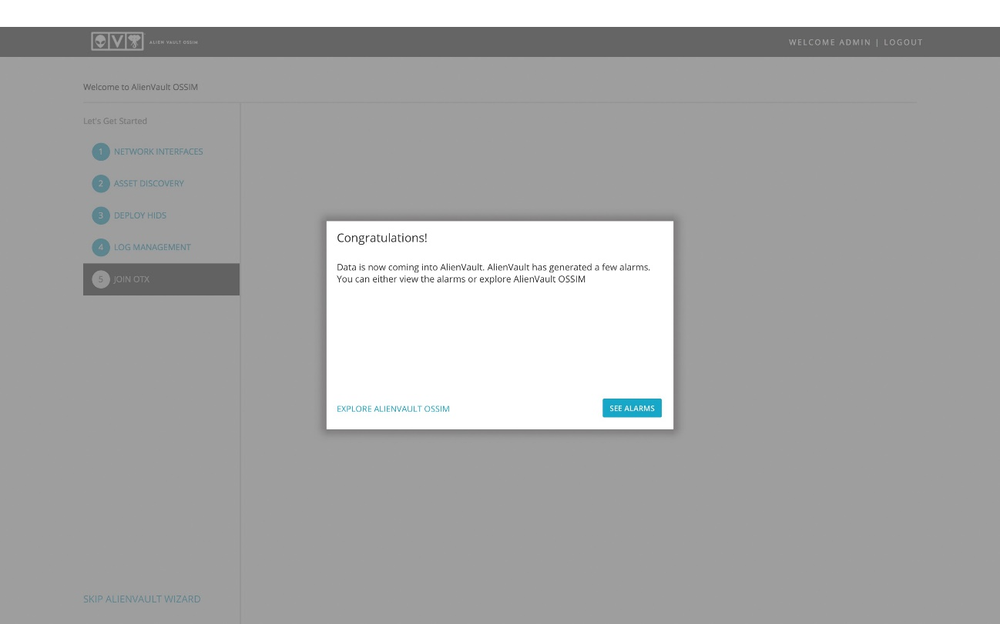 ALIEN VAULT OSSIM
WELCOME ADMIN | LOGOUT
Welcome to AlienVault OSSIM
Let's Get Started
1 NETWORK INTERFACES
2 ASSET DISCOVERY
3 DEPLOY HIDS
4 LOG MANAGEMENT
5 JOIN OTX
Congratulations!
Data is now coming into AlienVault. AlienVault has generated a few alarms.
You can either view the alarms or explore AlienVault OSSIM
EXPLORE ALIENVAULT OSSIM
SEE ALARMS
SKIP ALIENVAULT WIZARD